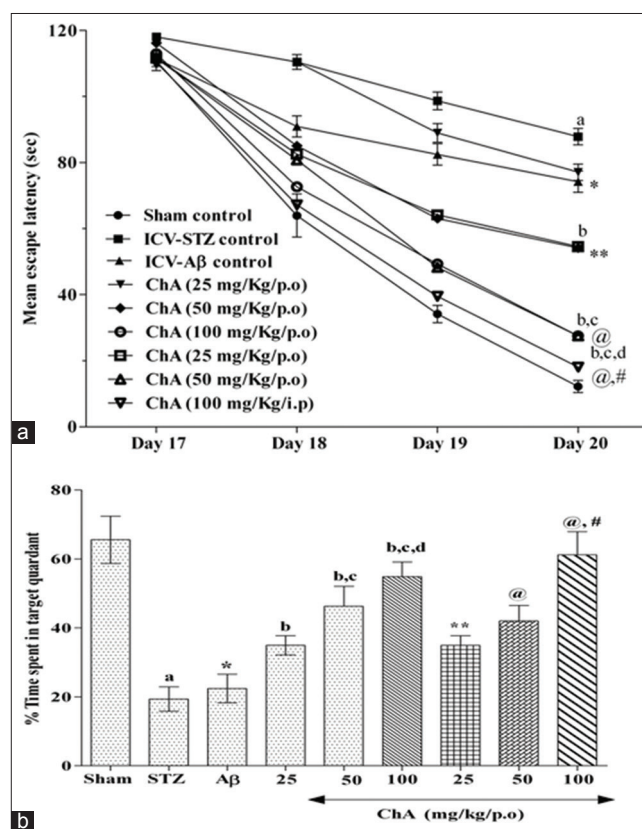 120
80
40
0
Mean escape latency (sec)
a
*
b
**
b,c
@
b,c,d
@,#
Sham control
ICV-STZ control
ICV-Aβ control
ChA (25 mg/Kg/p.o)
ChA (50 mg/Kg/p.o)
ChA (100 mg/Kg/p.o)
ChA (25 mg/Kg/p.o)
ChA (50 mg/Kg/p.o)
ChA (100 mg/Kg/i.p)
Day 17 Day 18 Day 19 Day 20
a
80
60
40
20
0
% Time spent in target quardant
a * b b,c b,c,d ** @ @, #
Sham STZ Aβ 25 50 100 25 50 100
ChA (mg/kg/p.o)
b